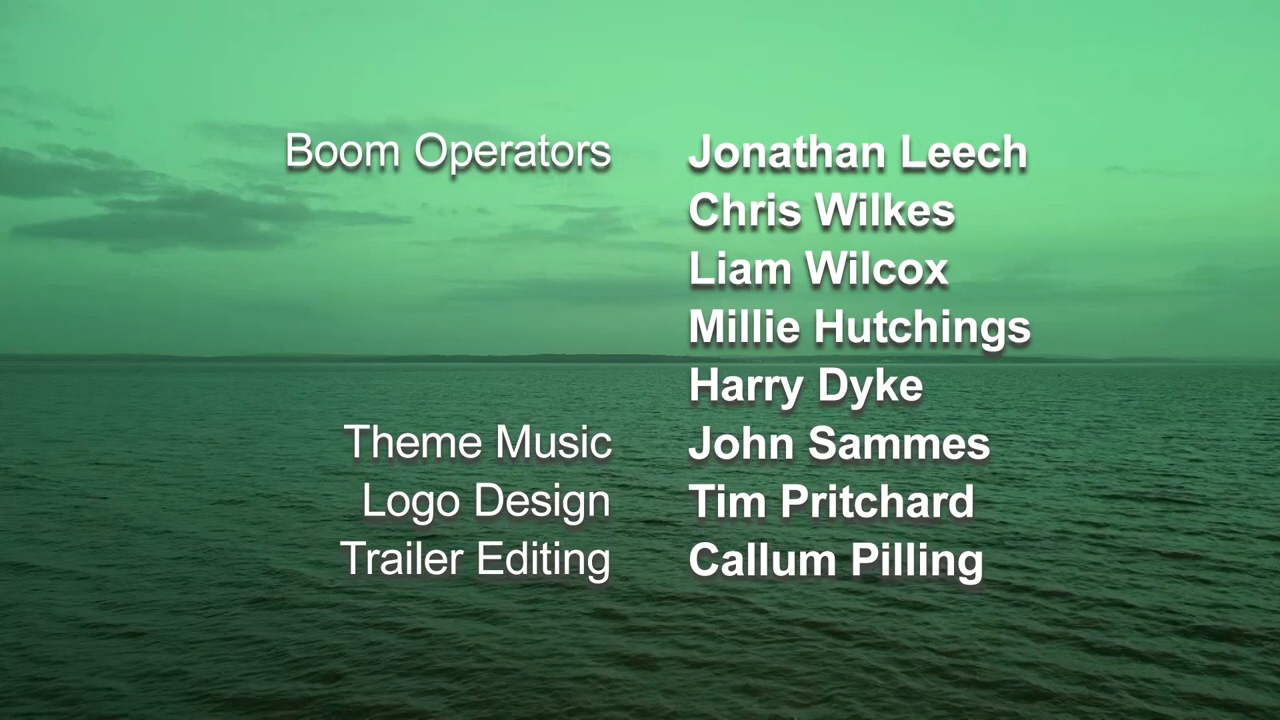 Boom Operators Jonathan Leech
Chris Wilkes
Liam Wilcox
Millie Hutchings
Harry Dyke
Theme Music John Sammes
Logo Design Tim Pritchard
Trailer Editing Callum Pilling